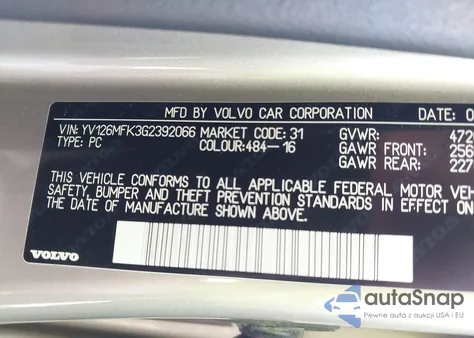 MFD BY VOLVO CAR CORPORATION DATE: 0
VIN: YV126MFK3G2392066 MARKET CODE: 31 GVWR: 472
TYPE: PC COLOUR:484-16 GAWR FRONT: 256
GAWR REAR: 227
THIS VEHICLE CONFORMS TO ALL APPLICABLE FEDERAL MOTOR VEH
SAFETY, BUMPER AND THEFT PREVENTION STANDARDS IN EFFECT ON
THE DATE OF MANUFACTURE SHOWN ABOVE.
VOLVO
autoSnap
Pewne auta z aukcji USA i EU